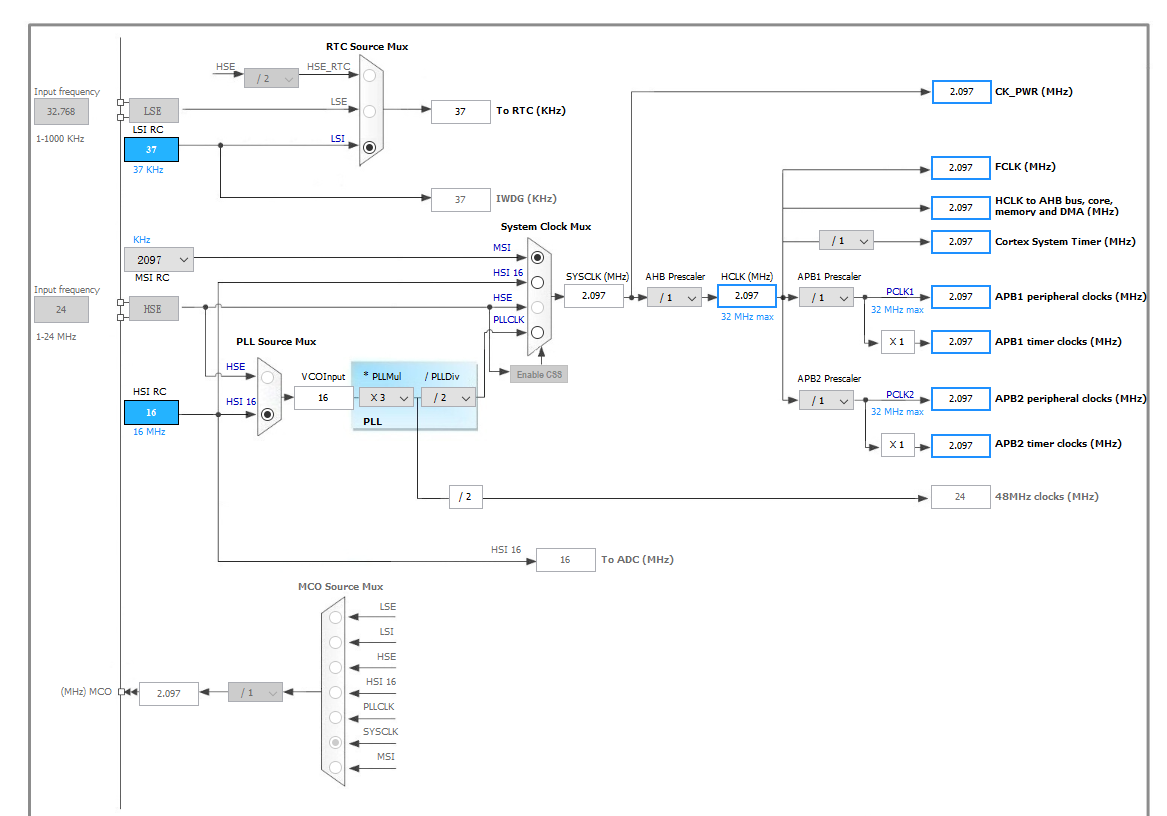 RTC Source Mux
HSE
/ 2
HSE_RTC
Input frequency
32.768
1-1000 KHz
LSE
LSE
37
To RTC (KHz)
LSI RC
37
37 KHz
LSI
37
IWDG (KHz)
2.097
CK_PWR (MHz)
2.097
FCLK (MHz)
2.097
HCLK to AHB bus, core,
memory and DMA (MHz)
/ 1
2.097
Cortex System Timer (MHz)
System Clock Mux
KHz
2097
MSI RC
MSI
HSI 16
HSE
PLLCLK
SYSCLK (MHz)
2.097
AHB Prescaler
/ 1
HCLK (MHz)
2.097
32 MHz max
APB1 Prescaler
/ 1
PCLK1
32 MHz max
2.097
APB1 peripheral clocks (MHz)
X 1
2.097
APB1 timer clocks (MHz)
Input frequency
24
1-24 MHz
HSE
PLL Source Mux
HSE
HSI 16
HSI RC
16
16 MHz
VCOInput
16
* PLLMul
X 3
/ PLLDiv
/ 2
PLL
Enable CSS
APB2 Prescaler
/ 1
PCLK2
32 MHz max
2.097
APB2 peripheral clocks (MHz)
X 1
2.097
APB2 timer clocks (MHz)
/ 2
24
48MHz clocks (MHz)
HSI 16
16
To ADC (MHz)
MCO Source Mux
LSE
LSI
HSE
HSI 16
PLLCLK
SYSCLK
MSI
(MHz) MCO
2.097
/ 1